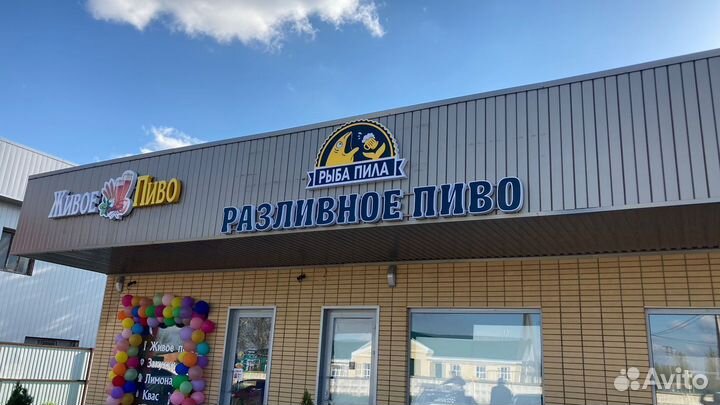 ЖИВОЕ ПИВО
РЫБА ПИЛА
РАЗЛИВНОЕ ПИВО
Живое
Лимона
Квас
Avito